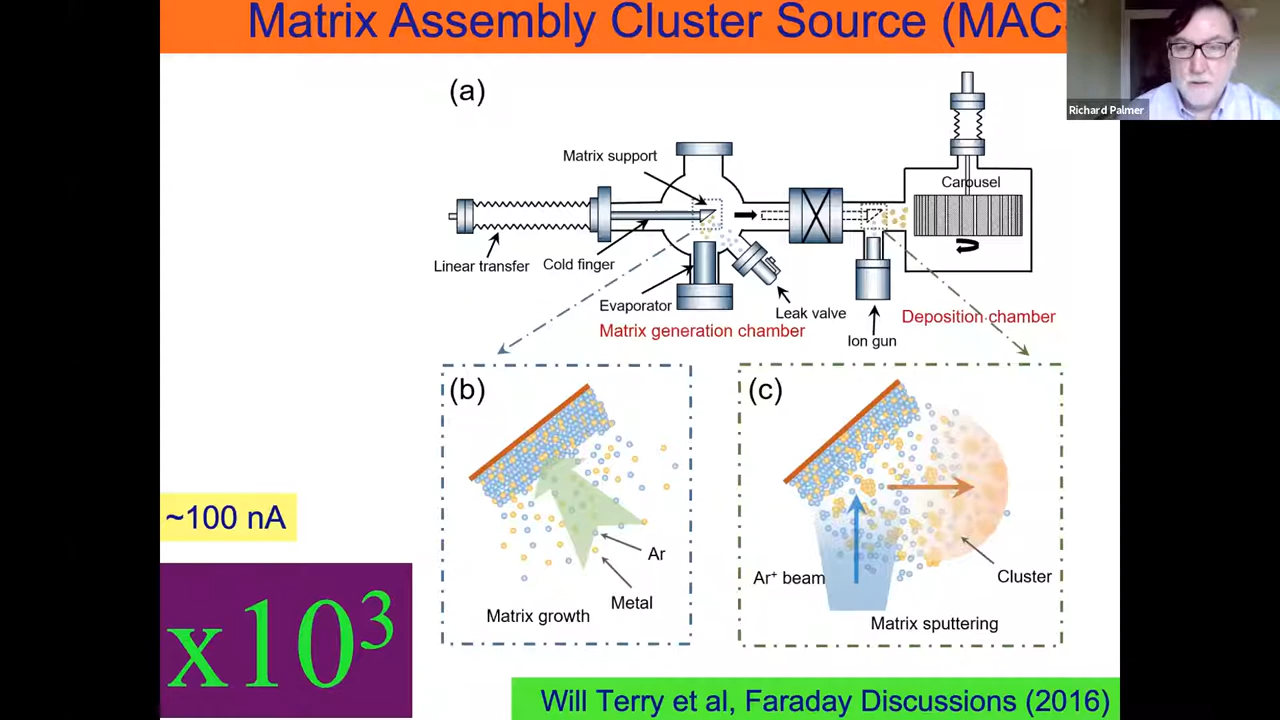 Matrix Assembly Cluster Source (MAC
Richard Palmer
(a)
Matrix support
Carousel
Linear transfer
Cold finger
Evaporator
Leak valve
Matrix generation chamber
Deposition chamber
Ion gun
(b)
Ar
Metal
Matrix growth
(c)
Ar⁺ beam
Cluster
Matrix sputtering
~100 nA
x10³
Will Terry et al, Faraday Discussions (2016)